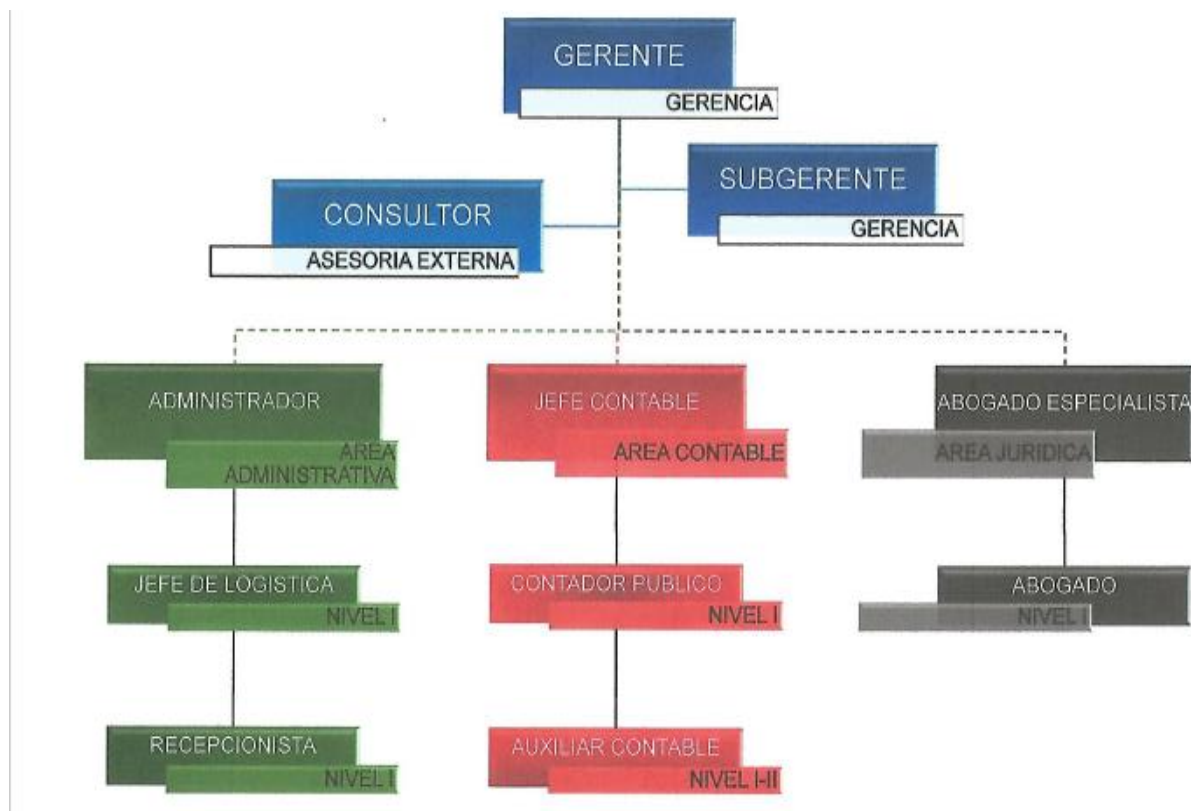 GERENTE
GERENCIA
SUBGERENTE
GERENCIA
CONSULTOR
ASESORIA EXTERNA
ADMINISTRADOR
AREA
ADMINISTRATIVA
JEFE CONTABLE
AREA CONTABLE
ABOGADO ESPECIALISTA
AREA JURIDICA
JEFE DE LOGISTICA
NIVEL I
CONTADOR PUBLICO
NIVEL I
ABOGADO
NIVEL I
RECEPCIONISTA
NIVEL I
AUXILIAR CONTABLE
NIVEL I-II